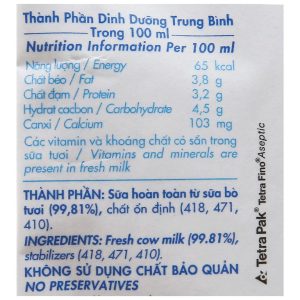 Thành Phần Dinh Dưỡng Trung Bình
Trong 100 ml
Nutrition Information Per 100 ml
Năng lượng / Energy 65 kcal
Chất béo / Fat 3,8 g
Chất đạm / Protein 3,2 g
Hydrat cacbon / Carbohydrate 4,5 g
Canxi / Calcium 103 mg
Các vitamin và khoáng chất có sẵn trong
sữa tươi / Vitamins and minerals are
present in fresh milk
THÀNH PHẦN: Sữa hoàn toàn từ sữa bò
tươi (99,81%), chất ổn định (418, 471,
410).
INGREDIENTS: Fresh cow milk (99.81%),
stabilizers (418, 471, 410).
KHÔNG SỬ DỤNG CHẤT BẢO QUẢN
NO PRESERVATIVES
Tetra Pak® Tetra Fino® Aseptic